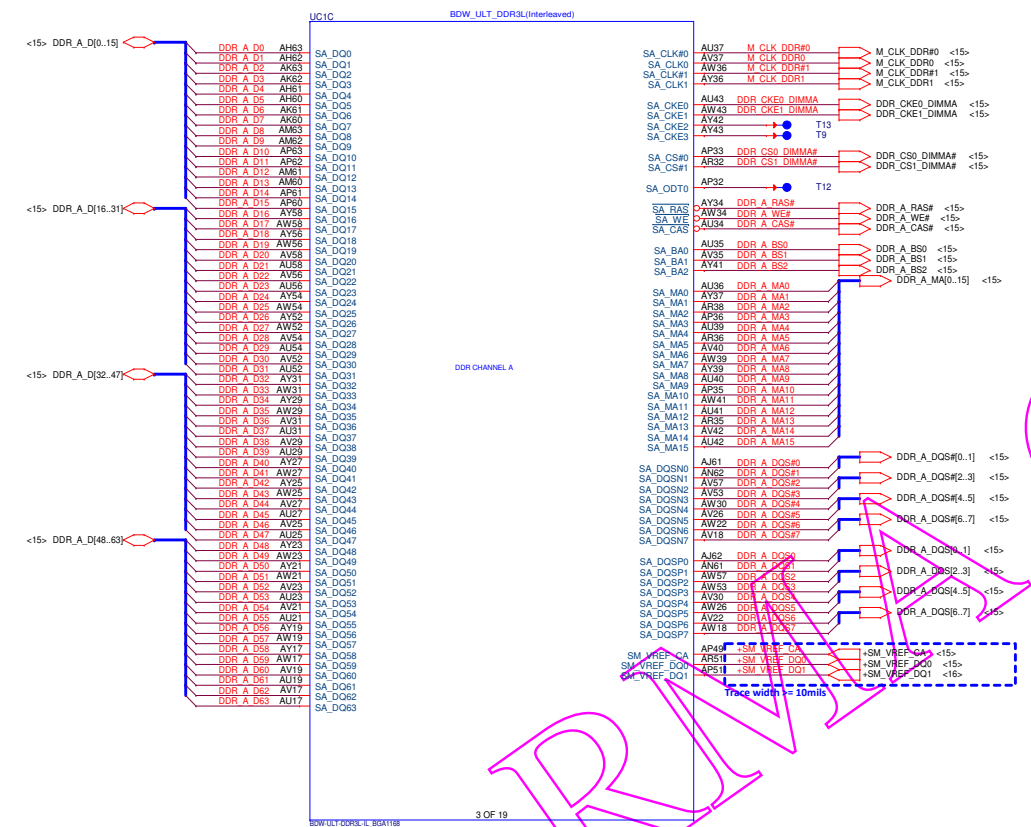 UC1C
BDW_ULT_DDR3L(Interleaved)
<15> DDR_A_D[0..15]
DDR_A_D0 AH63 SA_DQ0
DDR_A_D1 AH62 SA_DQ1
DDR_A_D2 AK63 SA_DQ2
DDR_A_D3 AK62 SA_DQ3
DDR_A_D4 AH61 SA_DQ4
DDR_A_D5 AH60 SA_DQ5
DDR_A_D6 AK61 SA_DQ6
DDR_A_D7 AK60 SA_DQ7
DDR_A_D8 AM63 SA_DQ8
DDR_A_D9 AM62 SA_DQ9
DDR_A_D10 AP63 SA_DQ10
DDR_A_D11 AP62 SA_DQ11
DDR_A_D12 AM61 SA_DQ12
DDR_A_D13 AM60 SA_DQ13
DDR_A_D14 AP61 SA_DQ14
DDR_A_D15 AP60 SA_DQ15
<15> DDR_A_D[16..31]
DDR_A_D16 AY58 SA_DQ16
DDR_A_D17 AW58 SA_DQ17
DDR_A_D18 AY56 SA_DQ18
DDR_A_D19 AW56 SA_DQ19
DDR_A_D20 AV58 SA_DQ20
DDR_A_D21 AU58 SA_DQ21
DDR_A_D22 AV56 SA_DQ22
DDR_A_D23 AU56 SA_DQ23
DDR_A_D24 AY54 SA_DQ24
DDR_A_D25 AW54 SA_DQ25
DDR_A_D26 AY52 SA_DQ26
DDR_A_D27 AW52 SA_DQ27
DDR_A_D28 AV54 SA_DQ28
DDR_A_D29 AU54 SA_DQ29
DDR_A_D30 AV52 SA_DQ30
DDR_A_D31 AU52 SA_DQ31
<15> DDR_A_D[32..47]
DDR_A_D32 AY31 SA_DQ32
DDR_A_D33 AW31 SA_DQ33
DDR_A_D34 AY29 SA_DQ34
DDR_A_D35 AW29 SA_DQ35
DDR_A_D36 AV31 SA_DQ36
DDR_A_D37 AU31 SA_DQ37
DDR_A_D38 AV29 SA_DQ38
DDR_A_D39 AU29 SA_DQ39
DDR_A_D40 AY27 SA_DQ40
DDR_A_D41 AW27 SA_DQ41
DDR_A_D42 AY25 SA_DQ42
DDR_A_D43 AW25 SA_DQ43
DDR_A_D44 AV27 SA_DQ44
DDR_A_D45 AU27 SA_DQ45
DDR_A_D46 AV25 SA_DQ46
DDR_A_D47 AU25 SA_DQ47
<15> DDR_A_D[48..63]
DDR_A_D48 AY23 SA_DQ48
DDR_A_D49 AW23 SA_DQ49
DDR_A_D50 AY21 SA_DQ50
DDR_A_D51 AW21 SA_DQ51
DDR_A_D52 AV23 SA_DQ52
DDR_A_D53 AU23 SA_DQ53
DDR_A_D54 AV21 SA_DQ54
DDR_A_D55 AU21 SA_DQ55
DDR_A_D56 AY19 SA_DQ56
DDR_A_D57 AW19 SA_DQ57
DDR_A_D58 AY17 SA_DQ58
DDR_A_D59 AW17 SA_DQ59
DDR_A_D60 AV19 SA_DQ60
DDR_A_D61 AU19 SA_DQ61
DDR_A_D62 AV17 SA_DQ62
DDR_A_D63 AU17 SA_DQ63
DDR CHANNEL A
SA_CLK#0 AU37 M_CLK_DDR#0 M_CLK_DDR#0 <15>
SA_CLK0 AV37 M_CLK_DDR0 M_CLK_DDR0 <15>
SA_CLK#1 AW36 M_CLK_DDR#1 M_CLK_DDR#1 <15>
SA_CLK1 AY36 M_CLK_DDR1 M_CLK_DDR1 <15>
SA_CKE0 AU43 DDR_CKE0_DIMMA DDR_CKE0_DIMMA <15>
SA_CKE1 AW43 DDR_CKE1_DIMMA DDR_CKE1_DIMMA <15>
SA_CKE2 AY42 T13
SA_CKE3 AY43 T9
SA_CS#0 AP33 DDR_CS0_DIMMA# DDR_CS0_DIMMA# <15>
SA_CS#1 AR32 DDR_CS1_DIMMA# DDR_CS1_DIMMA# <15>
SA_ODT0 AP32 T12
SA_RAS AY34 DDR_A_RAS# DDR_A_RAS# <15>
SA_WE AW34 DDR_A_WE# DDR_A_WE# <15>
SA_CAS AU34 DDR_A_CAS# DDR_A_CAS# <15>
SA_BA0 AU35 DDR_A_BS0 DDR_A_BS0 <15>
SA_BA1 AV35 DDR_A_BS1 DDR_A_BS1 <15>
SA_BA2 AY41 DDR_A_BS2 DDR_A_BS2 <15>
DDR_A_MA[0..15] <15>
SA_MA0 AU36 DDR_A_MA0
SA_MA1 AY37 DDR_A_MA1
SA_MA2 AR38 DDR_A_MA2
SA_MA3 AP36 DDR_A_MA3
SA_MA4 AU39 DDR_A_MA4
SA_MA5 AR36 DDR_A_MA5
SA_MA6 AV40 DDR_A_MA6
SA_MA7 AW39 DDR_A_MA7
SA_MA8 AY39 DDR_A_MA8
SA_MA9 AU40 DDR_A_MA9
SA_MA10 AP35 DDR_A_MA10
SA_MA11 AW41 DDR_A_MA11
SA_MA12 AU41 DDR_A_MA12
SA_MA13 AR35 DDR_A_MA13
SA_MA14 AV42 DDR_A_MA14
SA_MA15 AU42 DDR_A_MA15
DDR_A_DQS#[0..1] <15>
SA_DQSN0 AJ61 DDR_A_DQS#0
SA_DQSN1 AN62 DDR_A_DQS#1
DDR_A_DQS#[2..3] <15>
SA_DQSN2 AV57 DDR_A_DQS#2
SA_DQSN3 AV53 DDR_A_DQS#3
DDR_A_DQS#[4..5] <15>
SA_DQSN4 AW30 DDR_A_DQS#4
SA_DQSN5 AV26 DDR_A_DQS#5
DDR_A_DQS#[6..7] <15>
SA_DQSN6 AW22 DDR_A_DQS#6
SA_DQSN7 AV18 DDR_A_DQS#7
DDR_A_DQS[0..1] <15>
SA_DQSP0 AJ62 DDR_A_DQS0
SA_DQSP1 AN61 DDR_A_DQS1
DDR_A_DQS[2..3] <15>
SA_DQSP2 AW57 DDR_A_DQS2
SA_DQSP3 AW53 DDR_A_DQS3
DDR_A_DQS[4..5] <15>
SA_DQSP4 AV30 DDR_A_DQS4
SA_DQSP5 AW26 DDR_A_DQS5
DDR_A_DQS[6..7] <15>
SA_DQSP6 AV22 DDR_A_DQS6
SA_DQSP7 AW18 DDR_A_DQS7
SM_VREF_CA AP49 +SM_VREF_CA +SM_VREF_CA <15>
SM_VREF_DQ0 AR51 +SM_VREF_DQ0 +SM_VREF_DQ0 <15>
SM_VREF_DQ1 AP51 +SM_VREF_DQ1 +SM_VREF_DQ1 <16>
Trace width >= 10mils
3 OF 19
BDW-ULT-DDR3L-IL_BGA1168